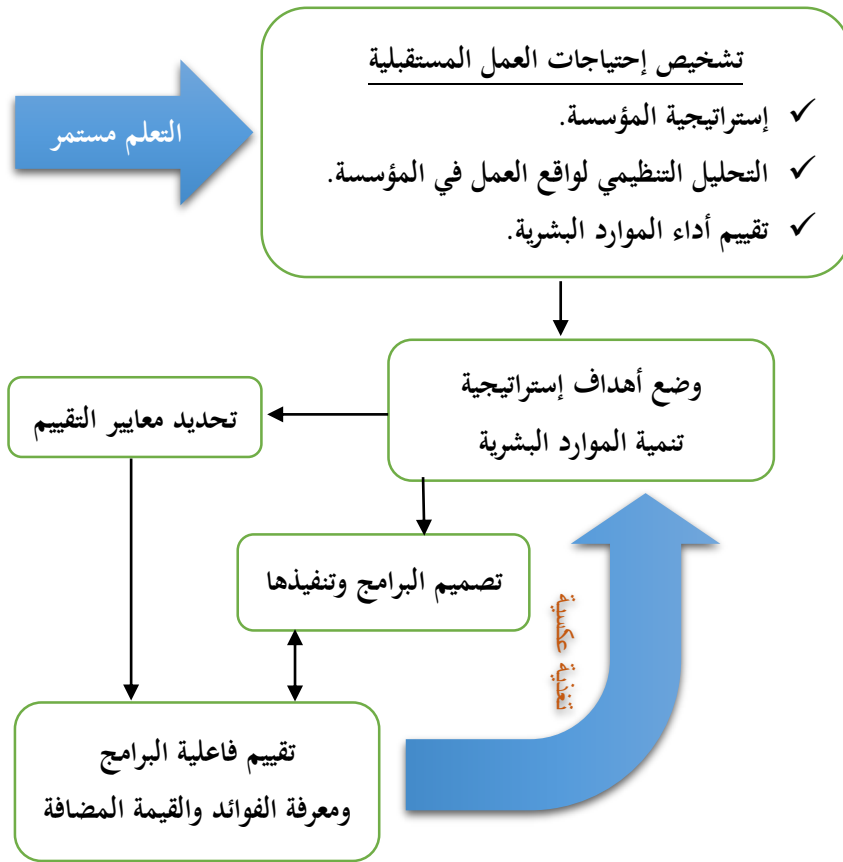 تشخيص إحتياجات العمل المستقبلية
✓ إستراتيجية المؤسسة.
✓ التحليل التنظيمي لواقع العمل في المؤسسة.
✓ تقييم أداء الموارد البشرية.
التعلم مستمر
وضع أهداف إستراتيجية
تنمية الموارد البشرية
تحديد معايير التقييم
تصميم البرامج وتنفيذها
تغذية عكسية
تقييم فاعلية البرامج
ومعرفة الفوائد والقيمة المضافة